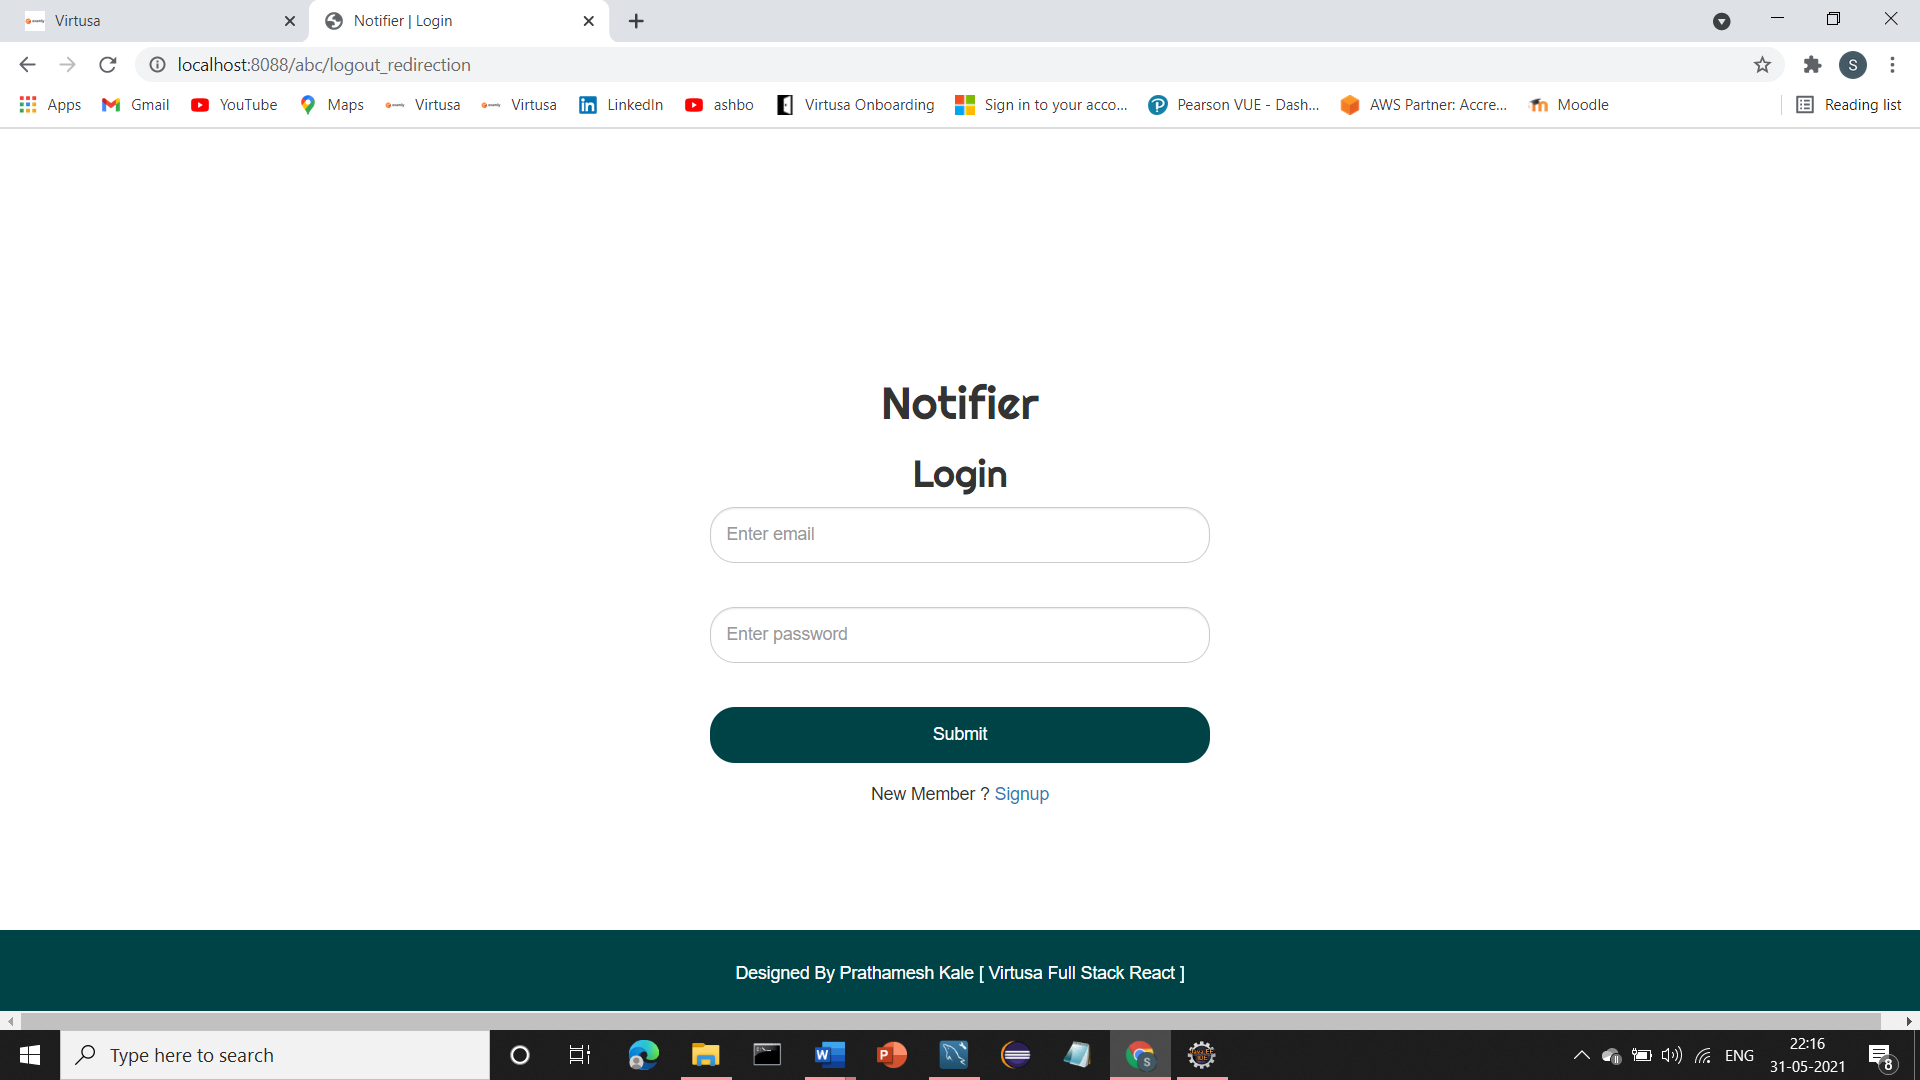 Virtusa
Notifier | Login
localhost:8088/abc/logout_redirection
S
Apps Gmail YouTube Maps Virtusa Virtusa LinkedIn ashbo Virtusa Onboarding Sign in to your acco... Pearson VUE - Dash... AWS Partner: Accre... Moodle Reading list
Notifier
Login
Enter email
Enter password
Submit
New Member ? Signup
Designed By Prathamesh Kale [ Virtusa Full Stack React ]
Type here to search
ENG
22:16
31-05-2021
8